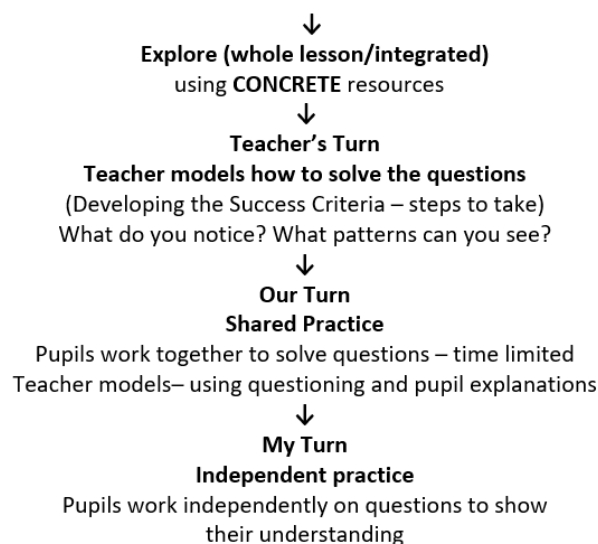 ↓
Explore (whole lesson/integrated)
using CONCRETE resources
↓
Teacher’s Turn
Teacher models how to solve the questions
(Developing the Success Criteria – steps to take)
What do you notice? What patterns can you see?
↓
Our Turn
Shared Practice
Pupils work together to solve questions – time limited
Teacher models– using questioning and pupil explanations
↓
My Turn
Independent practice
Pupils work independently on questions to show
their understanding